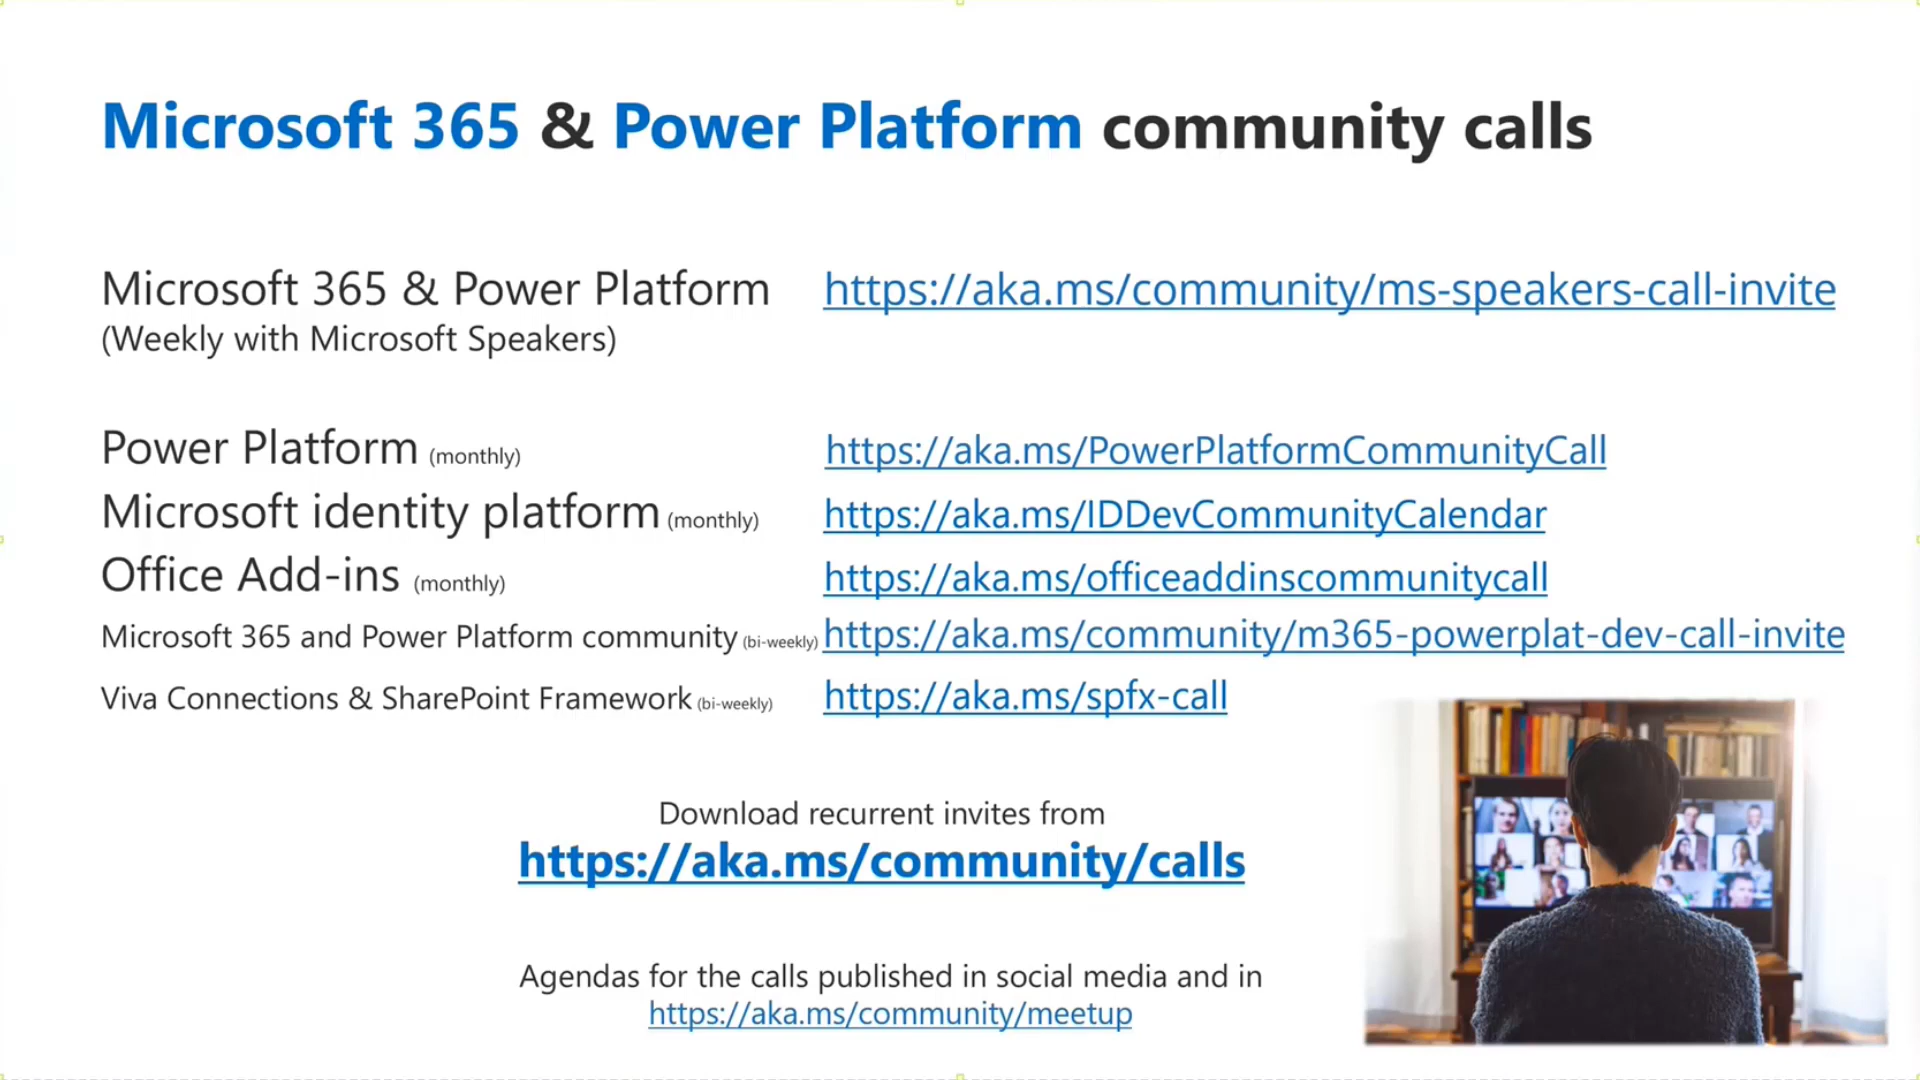 Microsoft 365 & Power Platform community calls
Microsoft 365 & Power Platform https://aka.ms/community/ms-speakers-call-invite
(Weekly with Microsoft Speakers)
Power Platform (monthly) https://aka.ms/PowerPlatformCommunityCall
Microsoft identity platform (monthly) https://aka.ms/IDDevCommunityCalendar
Office Add-ins (monthly) https://aka.ms/officeaddinscommunitycall
Microsoft 365 and Power Platform community (bi-weekly) https://aka.ms/community/m365-powerplat-dev-call-invite
Viva Connections & SharePoint Framework (bi-weekly) https://aka.ms/spfx-call
Download recurrent invites from
https://aka.ms/community/calls
Agendas for the calls published in social media and in
https://aka.ms/community/meetup